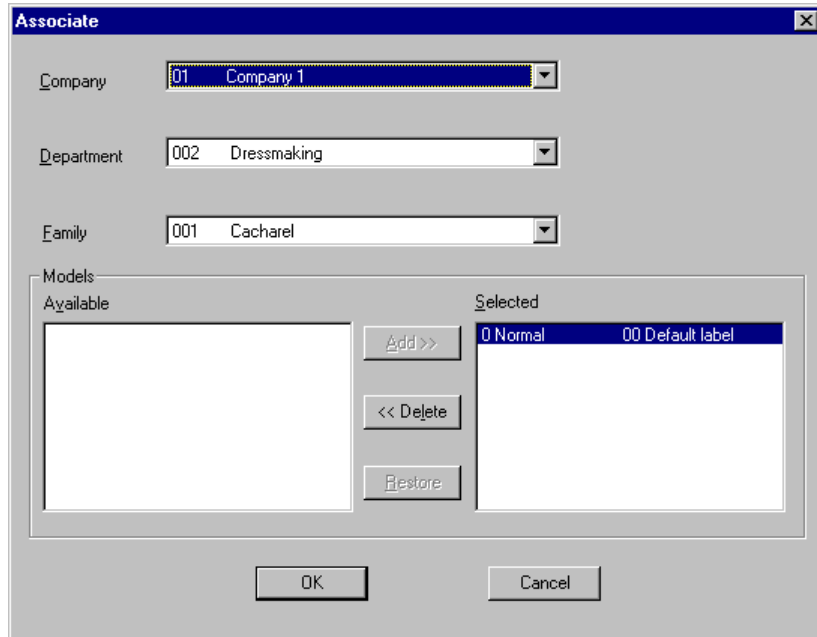 Associate
Company 01 Company 1
Department 002 Dressmaking
Family 001 Cacharel
Models
Available
Selected
0 Normal 00 Default label
Add >>
<< Delete
Restore
OK Cancel